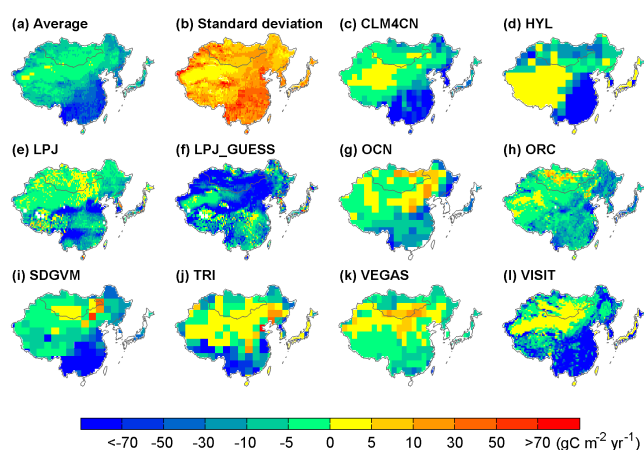 (a) Average (b) Standard deviation (c) CLM4CN (d) HYL
(e) LPJ (f) LPJ_GUESS (g) OCN (h) ORC
(i) SDGVM (j) TRI (k) VEGAS (l) VISIT
<-70 -50 -30 -10 -5 0 5 10 30 50 >70 (gC m⁻² yr⁻¹)